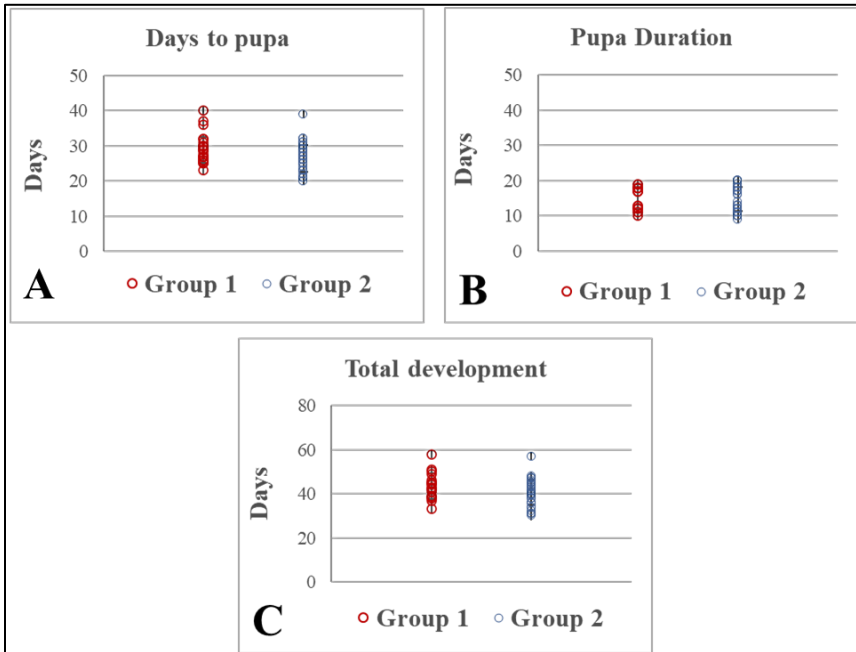 Days to pupa
50
40
30
20
10
0
Days
Group 1 Group 2
A
Pupa Duration
50
40
30
20
10
0
Days
Group 1 Group 2
B
Total development
80
60
40
20
0
Days
Group 1 Group 2
C